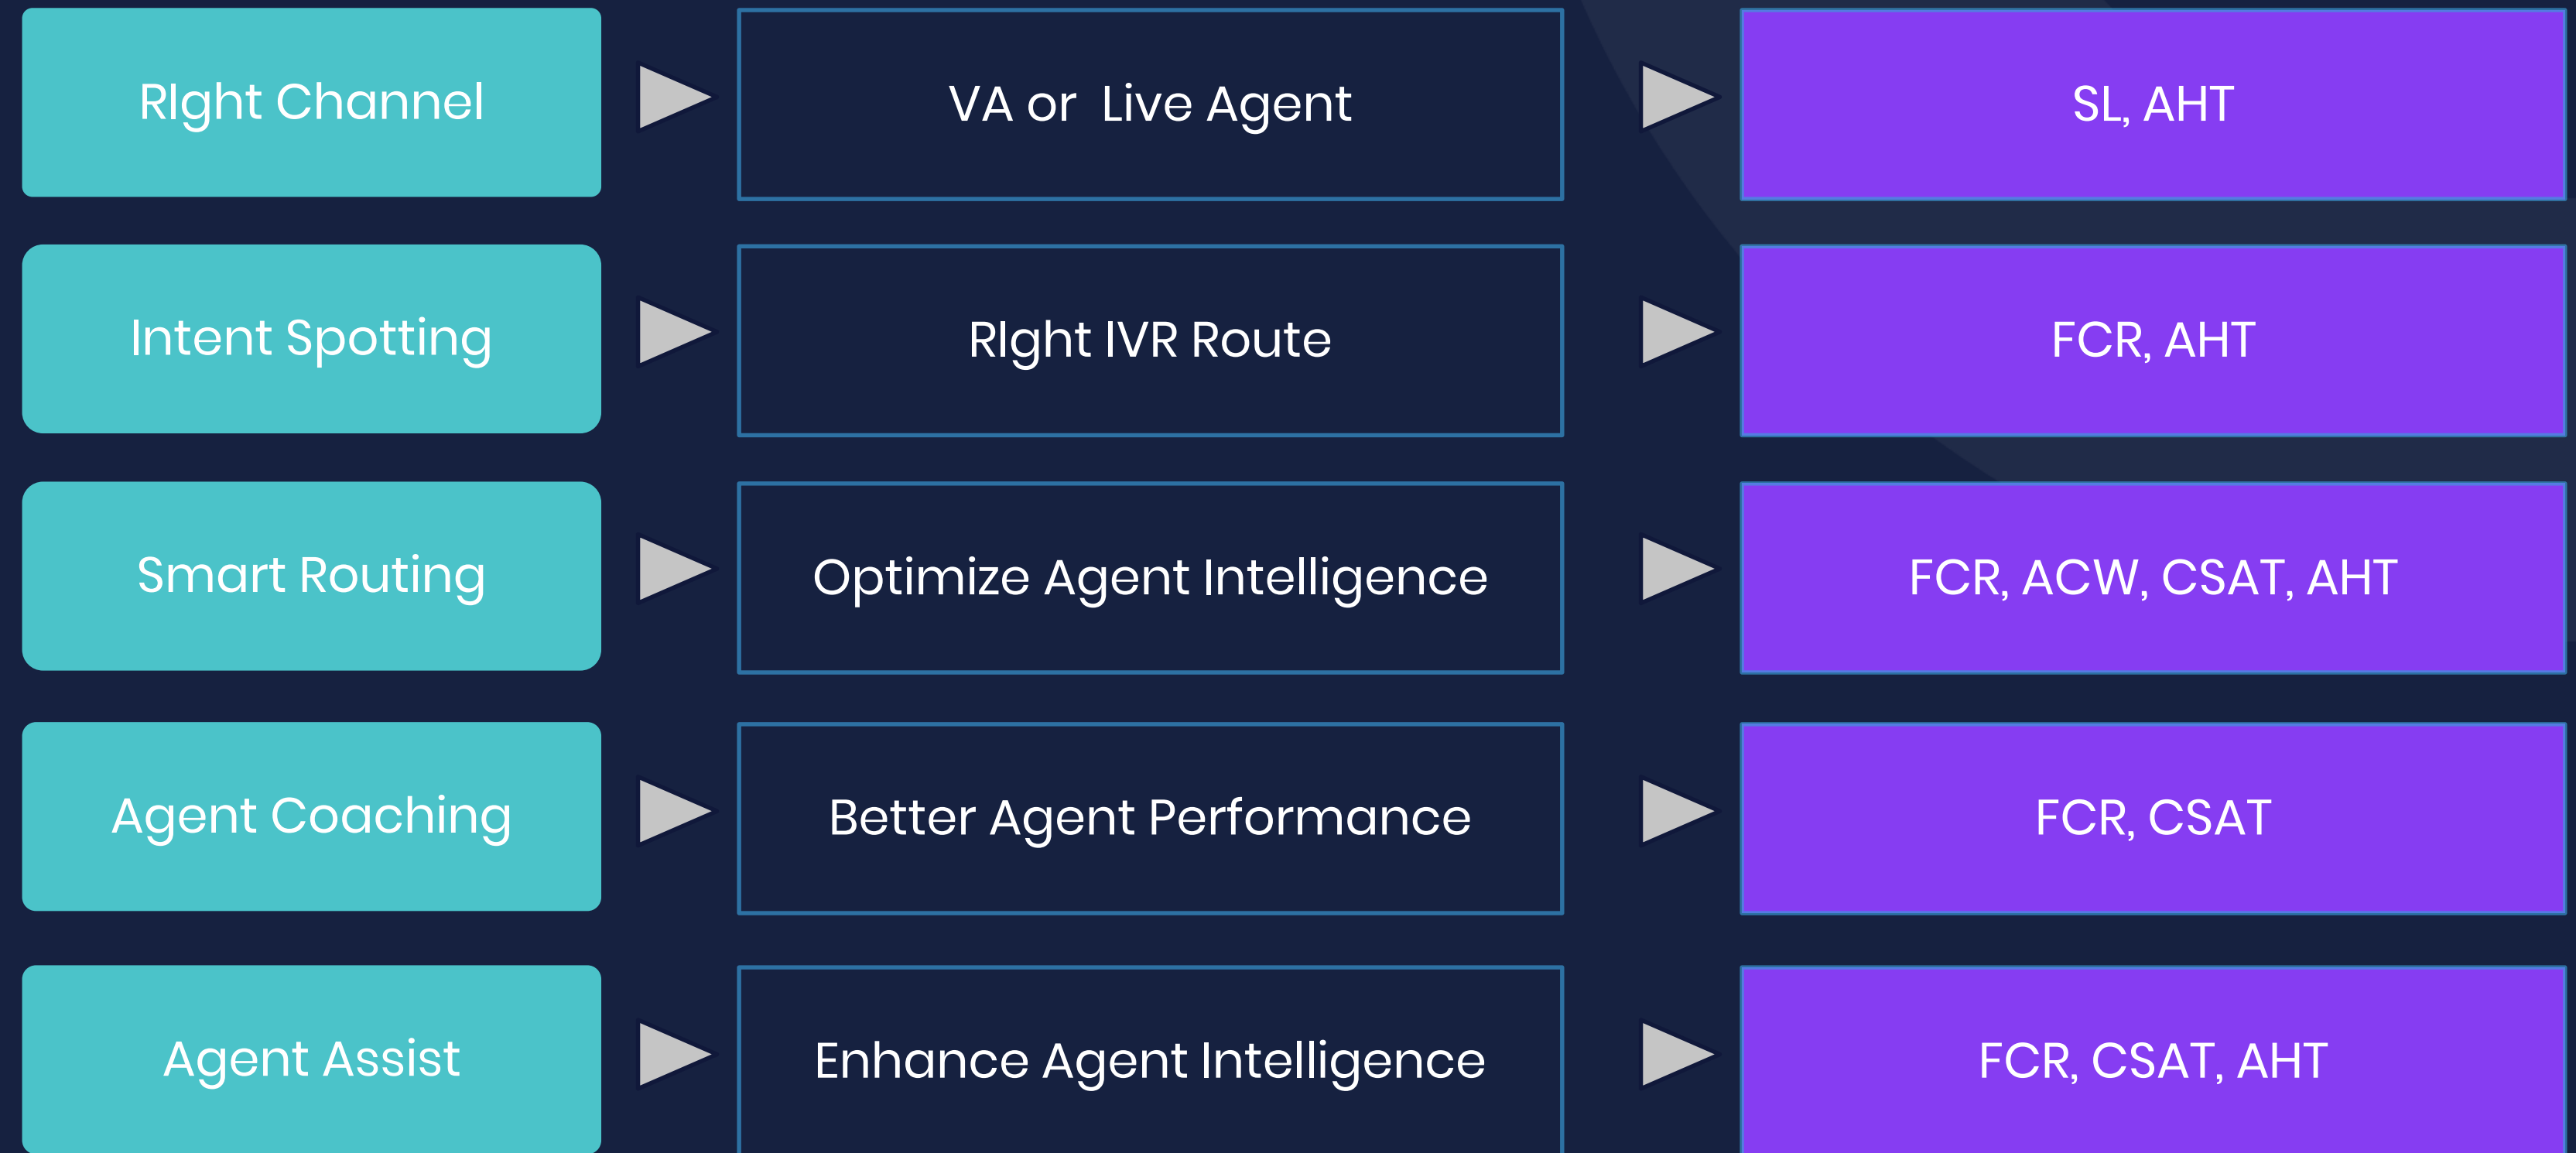 RIght Channel
VA or Live Agent
SL, AHT
Intent Spotting
RIght IVR Route
FCR, AHT
Smart Routing
Optimize Agent Intelligence
FCR, ACW, CSAT, AHT
Agent Coaching
Better Agent Performance
FCR, CSAT
Agent Assist
Enhance Agent Intelligence
FCR, CSAT, AHT